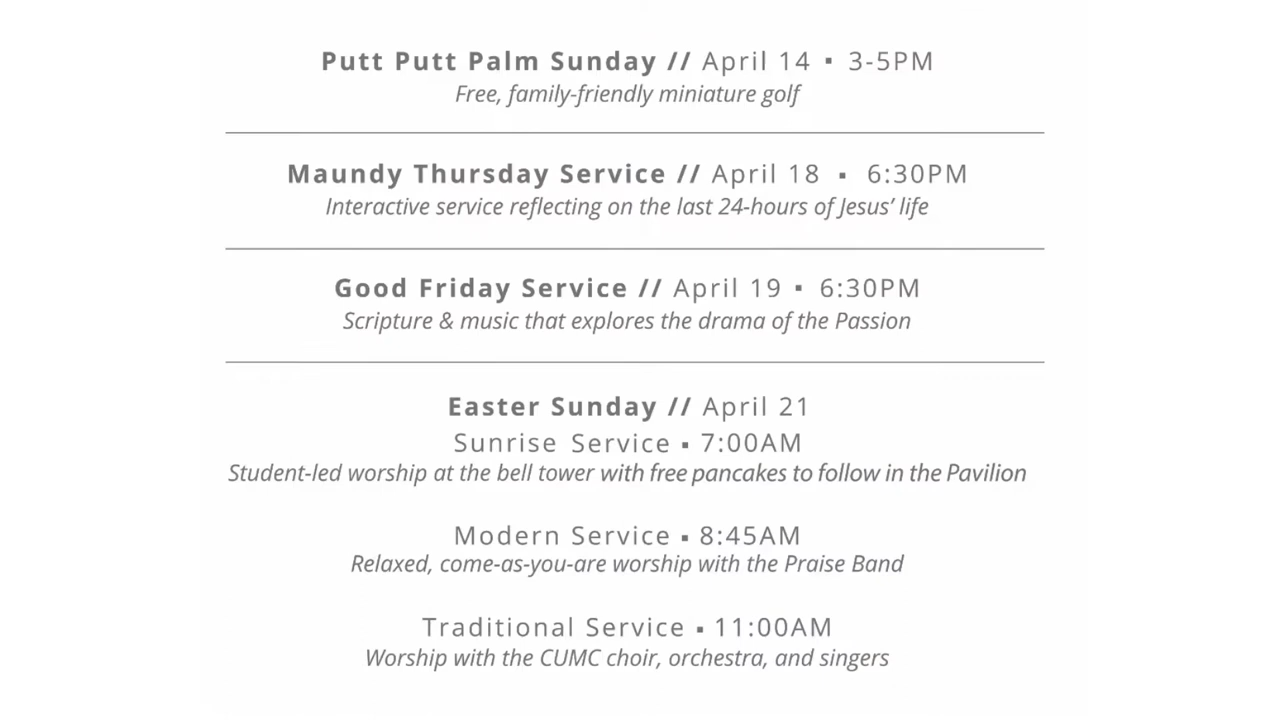 Putt Putt Palm Sunday // April 14 ▪ 3-5PM
Free, family-friendly miniature golf
Maundy Thursday Service // April 18 ▪ 6:30PM
Interactive service reflecting on the last 24-hours of Jesus’ life
Good Friday Service // April 19 ▪ 6:30PM
Scripture & music that explores the drama of the Passion
Easter Sunday // April 21
Sunrise Service ▪ 7:00AM
Student-led worship at the bell tower with free pancakes to follow in the Pavilion
Modern Service ▪ 8:45AM
Relaxed, come-as-you-are worship with the Praise Band
Traditional Service ▪ 11:00AM
Worship with the CUMC choir, orchestra, and singers